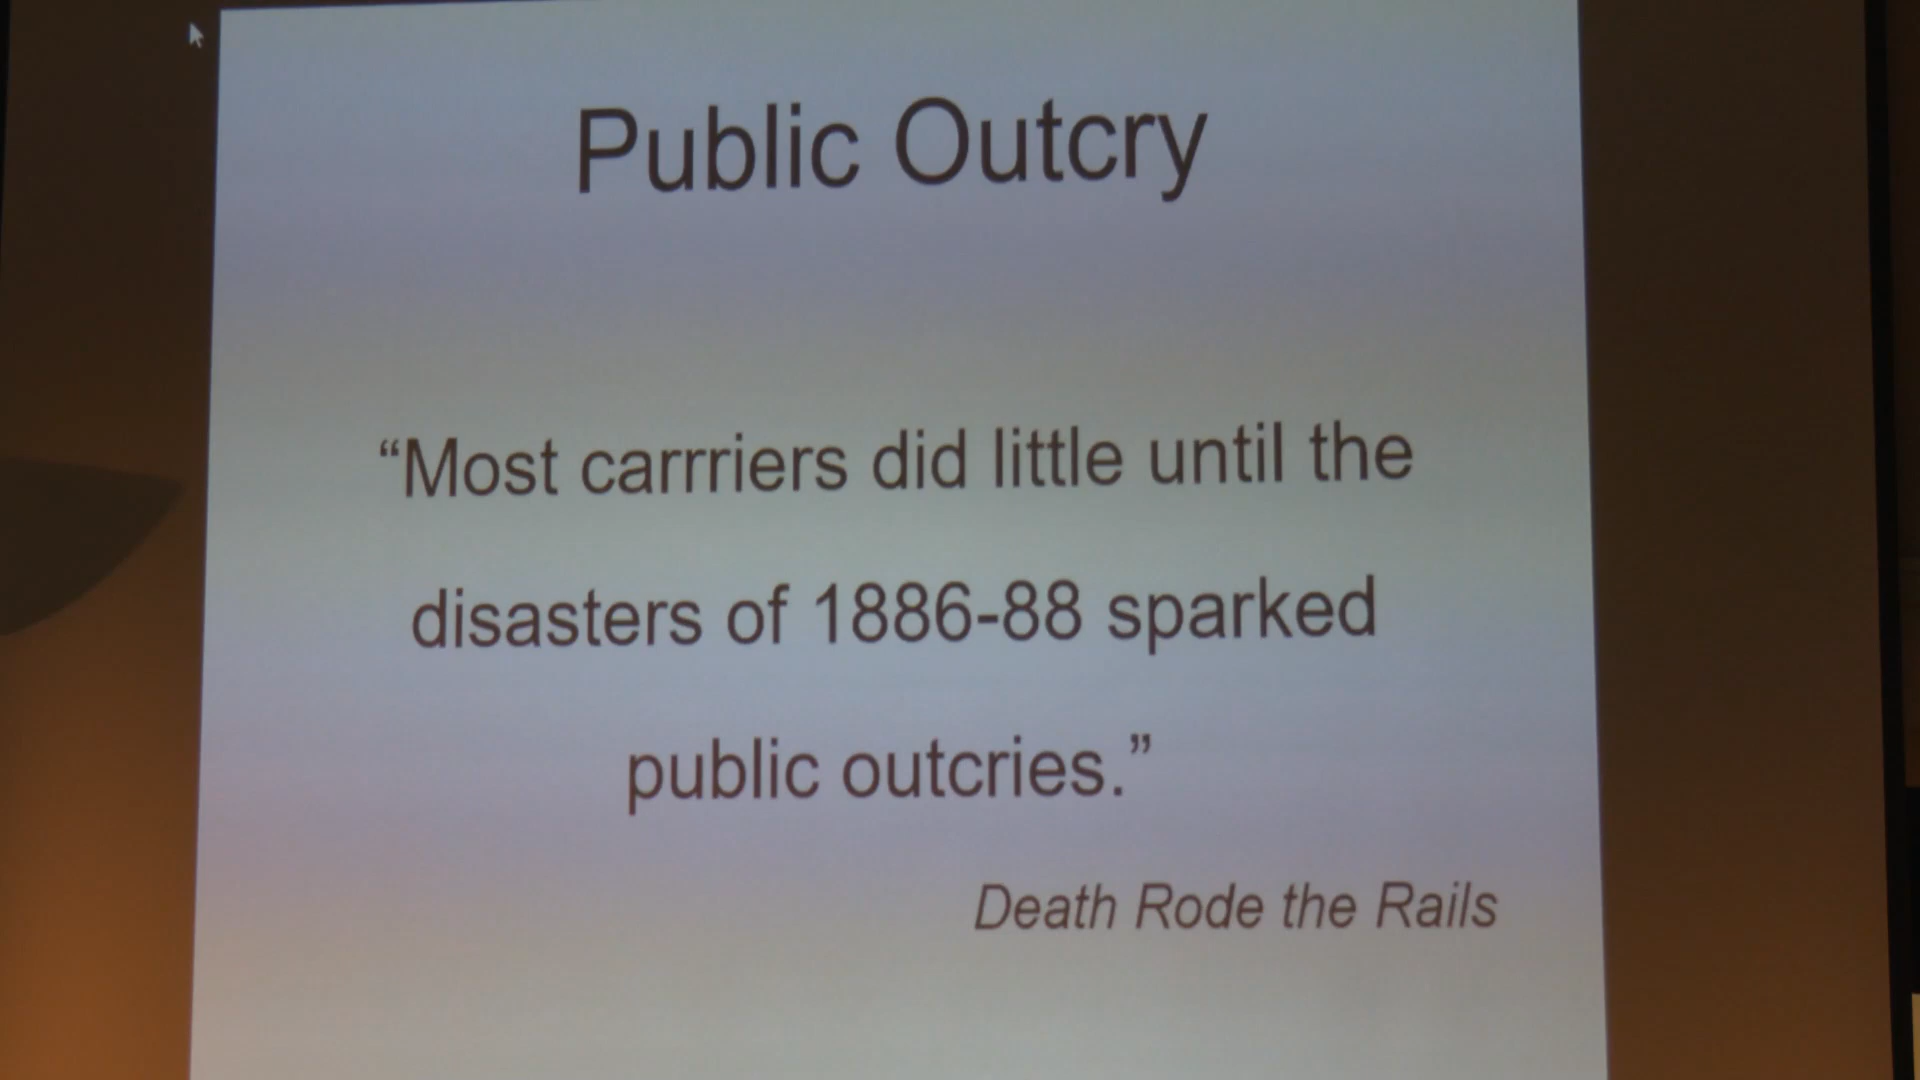 Public Outcry
“Most carrriers did little until the
disasters of 1886-88 sparked
public outcries.”
Death Rode the Rails